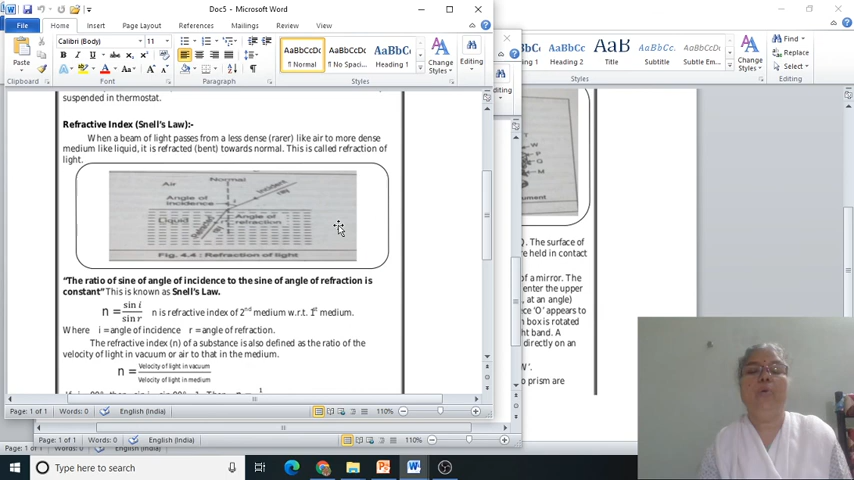 Doc5 - Microsoft Word
File Home Insert Page Layout References Mailings Review View
Calibri (Body) 11
Paste
Clipboard Font Paragraph Styles
AaBbCcDc AaBbCcDc AaBbC
¶ Normal ¶ No Spaci... Heading 1
Change Styles
Editing
Heading 2 Title Subtitle Subtle Em...
Styles
Find
Replace
Select
Editing
suspended in thermostat.
Refractive Index (Snell's Law):-
When a beam of light passes from a less dense (rarer) like air to more dense
medium like liquid, it is refracted (bent) towards normal. This is called refraction of
light.
Air Normal
Incident ray
Angle of
incidence
Liquid
Refracted ray
Angle of
refraction
Fig. 4.4 : Refraction of light
"The ratio of sine of angle of incidence to the sine of angle of refraction is
constant" This is known as Snell's Law.
n = sin i / sin r n is refractive index of 2nd medium w.r.t. 1st medium.
Where i =angle of incidence r =angle of refraction.
The refractive index (n) of a substance is also defined as the ratio of the
velocity of light in vacuum or air to that in the medium.
n = Velocity of light in vacuum / Velocity of light in medium
W
P
Q
M
Q. The surface of
re held in contact
of a mirror. The
enter the upper
, at an angle)
ece 'O' appears to
n box is rotated
ht band. A
directly on an
W'.
o prism are
Page: 1 of 1 Words: 0 English (India) 110%
Page: 1 of 1 Words: 0 English (India) 110%
Type here to search